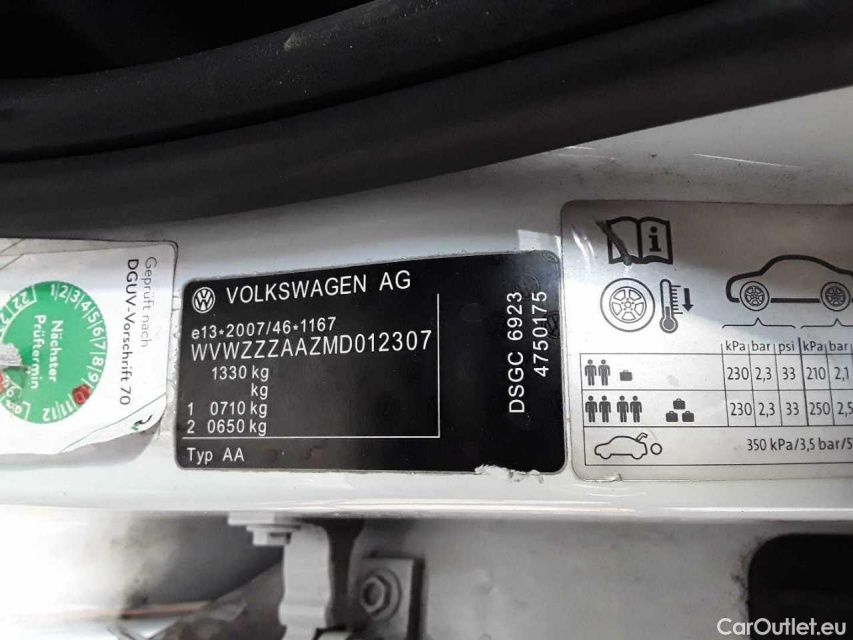 Geprüft nach
DGUV-Vorschrift 70
Nächster
Prüftermin
1 2 3 4 5 6 7 8 9
11 12
22
VOLKSWAGEN AG
e13*2007/46*1167
WVWZZZAAZMD012307
1330 kg
kg
1 0710 kg
2 0650 kg
Typ AA
DSGC 6923
4750175
i
kPa bar psi kPa bar
230 2,3 33 210 2,1
230 2,3 33 250 2,5
350 kPa/3,5 bar/5
CarOutlet.eu